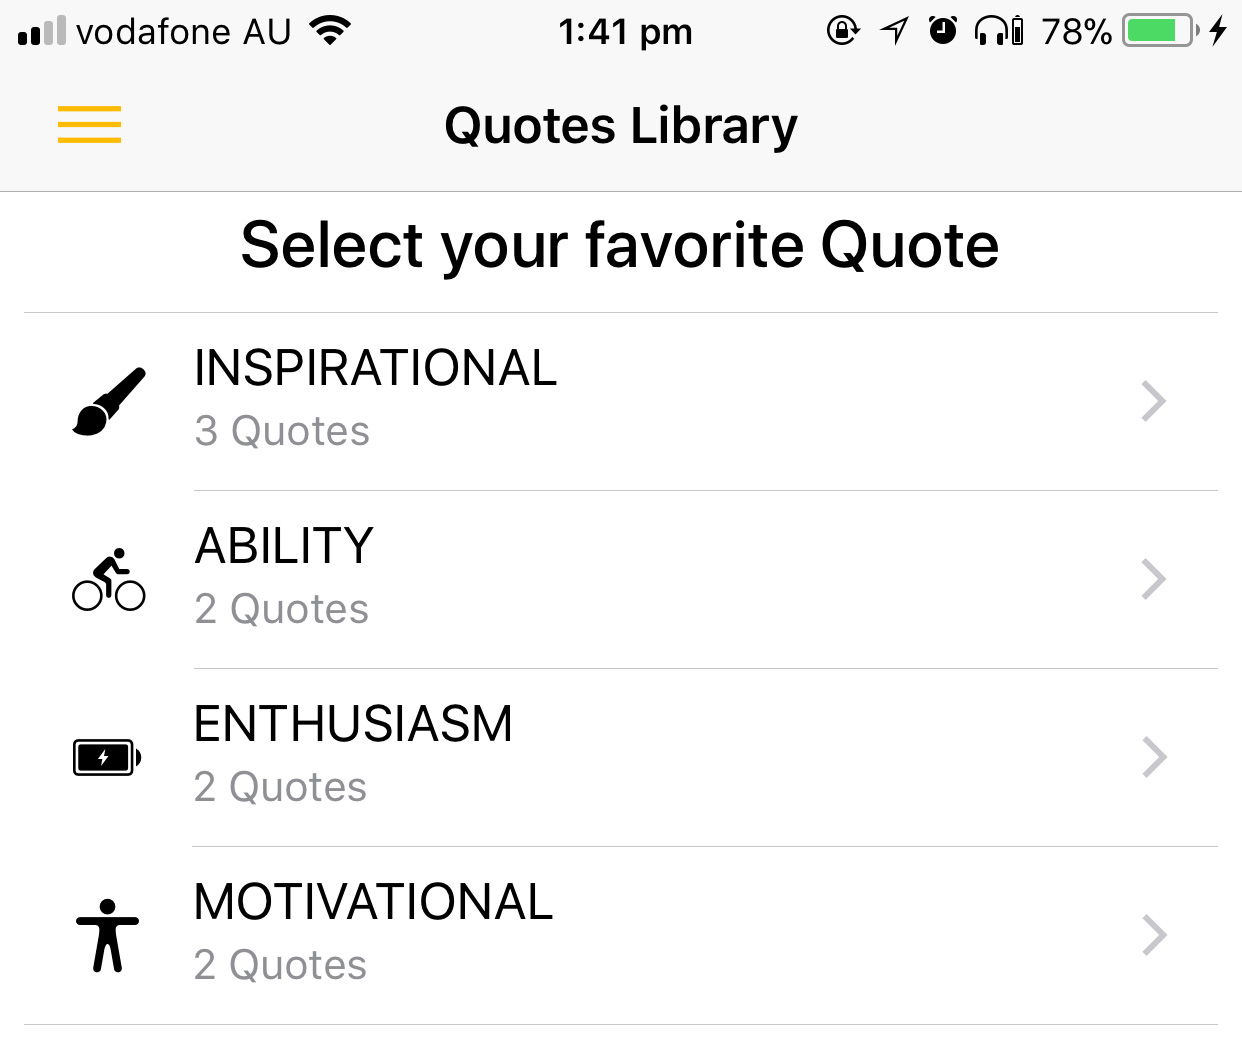 vodafone AU 1:41 pm 78%
Quotes Library
Select your favorite Quote
INSPIRATIONAL
3 Quotes
ABILITY
2 Quotes
ENTHUSIASM
2 Quotes
MOTIVATIONAL
2 Quotes